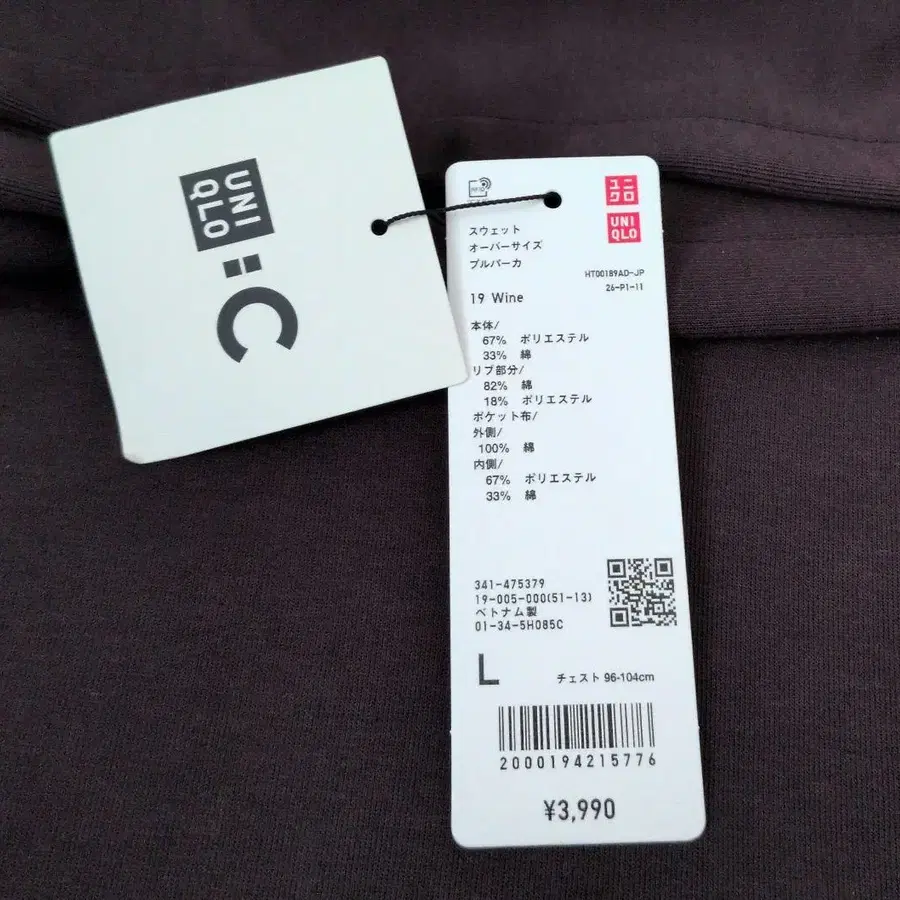 UNI
QLO
:C
RFID
ユニ
クロ
UNI
QLO
スウェット
オーバーサイズ
プルパーカ
HT00189AD-JP
26-P1-11
19 Wine
本体/
67% ポリエステル
33% 綿
リブ部分/
82% 綿
18% ポリエステル
ポケット布/
外側/
100% 綿
内側/
67% ポリエステル
33% 綿
341-475379
19-005-000(51-13)
ベトナム製
01-34-5H085C
L
チェスト 96-104cm
2000194215776
¥3,990